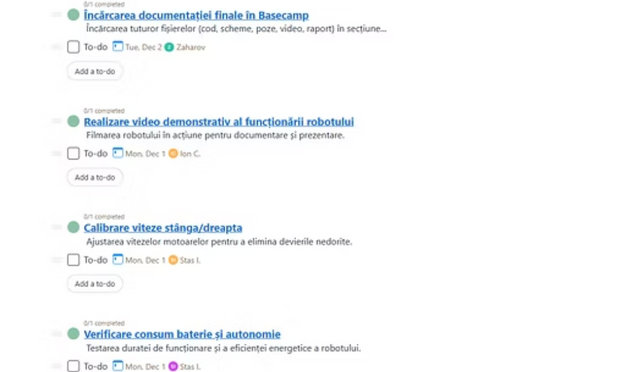 0/1 completed
Încărcarea documentației finale în Basecamp
Încărcarea tuturor fișierelor (cod, scheme, poze, video, raport) în secțiune...
To-do Tue, Dec 2 Zaharov
Add a to-do
0/1 completed
Realizare video demonstrativ al funcționării robotului
Filmarea robotului în acțiune pentru documentare și prezentare.
To-do Mon, Dec 1 Ion C.
Add a to-do
0/1 completed
Calibrare viteze stânga/dreapta
Ajustarea vitezelor motoarelor pentru a elimina devierile nedorite.
To-do Mon, Dec 1 Stas I.
Add a to-do
0/1 completed
Verificare consum baterie și autonomie
Testarea duratei de funcționare și a eficienței energetice a robotului.
To-do Mon, Dec 1 Stas I.